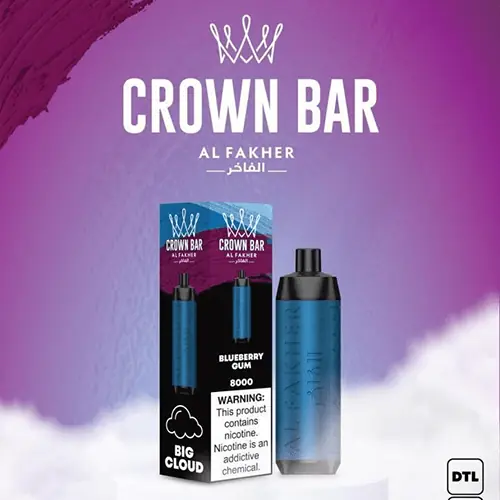 CROWN BAR
AL FAKHER
الفاخر
CROWN BAR
AL FAKHER
الفاخر
BIG
CLOUD
CROWN BAR
AL FAKHER
الفاخر
BLUEBERRY
GUM
8000
WARNING:
This product
contains
nicotine.
Nicotine is an
addictive
chemical.
AL FAKHER
الفاخر
DTL